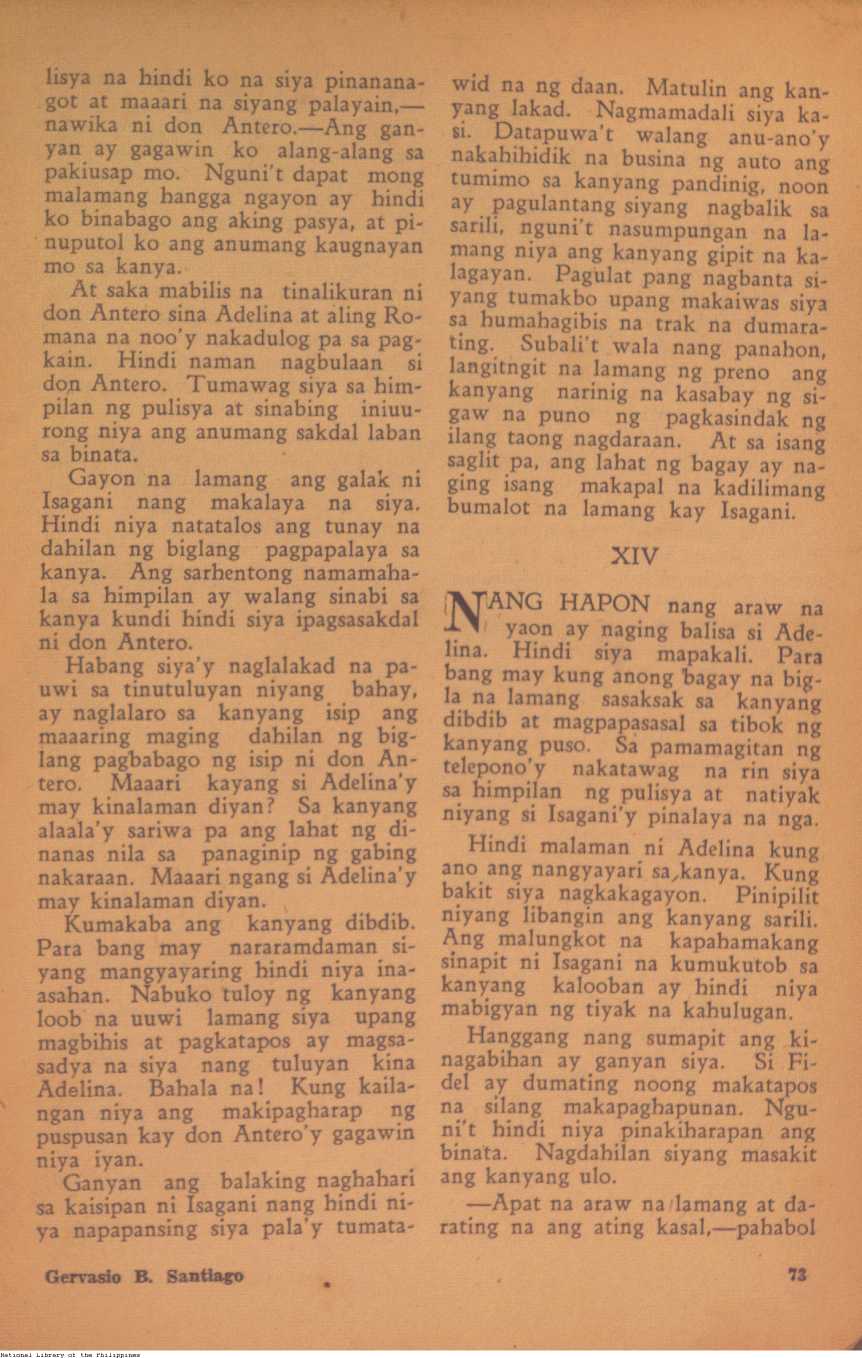 lisya na hindi ko na siya pinanana-
got at maaari na siyang palayain,—
nawika ni don Antero.—Ang gan-
yan ay gagawin ko alang-alang sa
pakiusap mo. Nguni't dapat mong
malamang hangga ngayon ay hindi
ko binabago ang aking pasya, at pi-
nuputol ko ang anumang kaugnayan
mo sa kanya.
At saka mabilis na tinalikuran ni
don Antero sina Adelina at aling Ro-
mana na noo'y nakadulog pa sa pag-
kain. Hindi naman nagbulaan si
don Antero. Tumawag siya sa him-
pilan ng pulisya at sinabing iniuu-
rong niya ang anumang sakdal laban
sa binata.
Gayon na lamang ang galak ni
Isagani nang makalaya na siya.
Hindi niya natatalos ang tunay na
dahilan ng biglang pagpapalaya sa
kanya. Ang sarhentong namamaha-
la sa himpilan ay walang sinabi sa
kanya kundi hindi siya ipagsasakdal
ni don Antero.
Habang siya'y naglalakad na pa-
uwi sa tinutuluyan niyang bahay,
ay naglalaro sa kanyang isip ang
maaaring maging dahilan ng big-
lang pagbabago ng isip ni don An-
tero. Maaari kayang si Adelina'y
may kinalaman diyan? Sa kanyang
alaala'y sariwa pa ang lahat ng di-
nanas nila sa panaginip ng gabing
nakaraan. Maaari ngang si Adelina'y
may kinalaman diyan.
Kumakaba ang kanyang dibdib.
Para bang may nararamdaman si-
yang mangyayaring hindi niya ina-
asahan. Nabuko tuloy ng kanyang
loob na uuwi lamang siya upang
magbihis at pagkatapos ay magsa-
sadya na siya nang tuluyan kina
Adelina. Bahala na! Kung kaila-
ngan niya ang makipagharap ng
puspusan kay don Antero'y gagawin
niya iyan.
Ganyan ang balaking naghahari
sa kaisipan ni Isagani nang hindi ni-
ya napapansing siya pala'y tumata-
wid na ng daan. Matulin ang kan-
yang lakad. Nagmamadali siya ka-
si. Datapuwa't walang anu-ano'y
nakahihidik na busina ng auto ang
tumimo sa kanyang pandinig, noon
ay pagulantang siyang nagbalik sa
sarili, nguni't nasumpungan na la-
mang niya ang kanyang gipit na ka-
lagayan. Pagulat pang nagbanta si-
yang tumakbo upang makaiwas siya
sa humahagibis na trak na dumara-
ting. Subali't wala nang panahon,
langitngit na lamang ng preno ang
kanyang narinig na kasabay ng si-
gaw na puno ng pagkasindak ng
ilang taong nagdaraan. At sa isang
saglit pa, ang lahat ng bagay ay na-
ging isang makapal na kadilimang
bumalot na lamang kay Isagani.
XIV
NANG HAPON nang araw na
yaon ay naging balisa si Ade-
lina. Hindi siya mapakali. Para
bang may kung anong bagay na big-
la na lamang sasaksak sa kanyang
dibdib at magpapasasal sa tibok ng
kanyang puso. Sa pamamagitan ng
telepono'y nakatawag na rin siya
sa himpilan ng pulisya at natiyak
niyang si Isagani'y pinalaya na nga.
Hindi malaman ni Adelina kung
ano ang nangyayari sa kanya. Kung
bakit siya nagkakagayon. Pinipilit
niyang libangin ang kanyang sarili.
Ang malungkot na kapahamakang
sinapit ni Isagani na kumukutob sa
kanyang kalooban ay hindi niya
mabigyan ng tiyak na kahulugan.
Hanggang nang sumapit ang ki-
nagabihan ay ganyan siya. Si Fi-
del ay dumating noong makatapos
na silang makapaghapunan. Ngu-
ni't hindi niya pinakiharapan ang
binata. Nagdahilan siyang masakit
ang kanyang ulo.
—Apat na araw na lamang at da-
rating na ang ating kasal,—pahabol
Gervasio B. Santiago 73
National Library of the Philippines